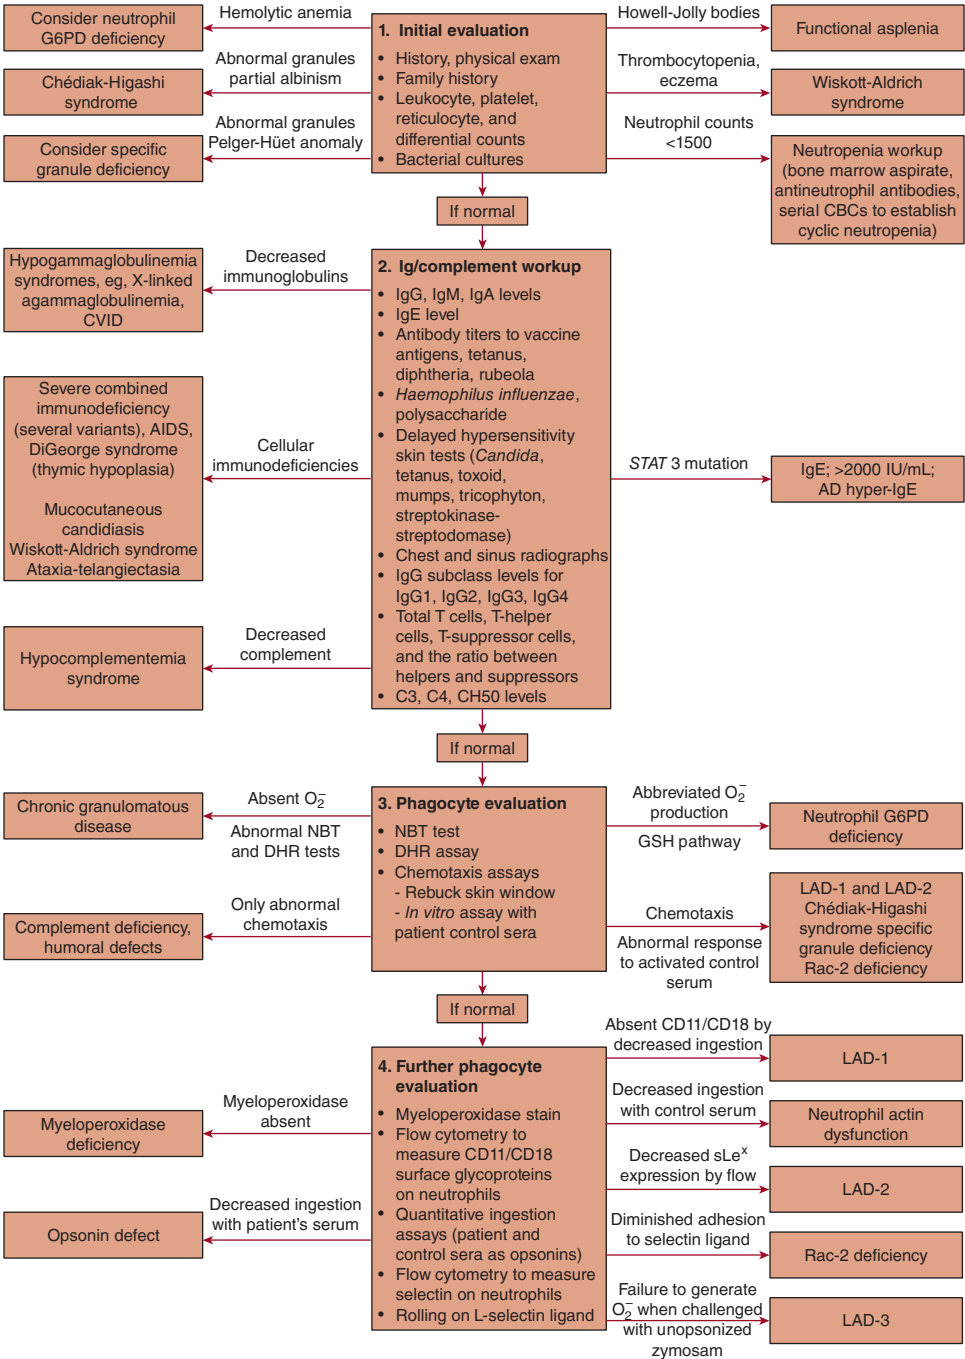 Consider neutrophil
G6PD deficiency
Hemolytic anemia
Chédiak-Higashi
syndrome
Abnormal granules
partial albinism
Consider specific
granule deficiency
Abnormal granules
Pelger-Hüet anomaly
1. Initial evaluation
• History, physical exam
• Family history
• Leukocyte, platelet,
reticulocyte, and
differential counts
• Bacterial cultures
Howell-Jolly bodies
Functional asplenia
Thrombocytopenia,
eczema
Wiskott-Aldrich
syndrome
Neutrophil counts
<1500
Neutropenia workup
(bone marrow aspirate,
antineutrophil antibodies,
serial CBCs to establish
cyclic neutropenia)
If normal
Hypogammaglobulinemia
syndromes, eg, X-linked
agammaglobulinemia,
CVID
Decreased
immunoglobulins
Severe combined
immunodeficiency
(several variants), AIDS,
DiGeorge syndrome
(thymic hypoplasia)
Mucocutaneous
candidiasis
Wiskott-Aldrich syndrome
Ataxia-telangiectasia
Cellular
immunodeficiencies
Hypocomplementemia
syndrome
Decreased
complement
2. Ig/complement workup
• IgG, IgM, IgA levels
• IgE level
• Antibody titers to vaccine
antigens, tetanus,
diphtheria, rubeola
• Haemophilus influenzae,
polysaccharide
• Delayed hypersensitivity
skin tests (Candida,
tetanus, toxoid,
mumps, tricophyton,
streptokinase-
streptodomase)
• Chest and sinus radiographs
• IgG subclass levels for
IgG1, IgG2, IgG3, IgG4
• Total T cells, T-helper
cells, T-suppressor cells,
and the ratio between
helpers and suppressors
• C3, C4, CH50 levels
STAT 3 mutation
IgE; >2000 IU/mL;
AD hyper-IgE
If normal
Chronic granulomatous
disease
Absent O₂⁻
Abnormal NBT
and DHR tests
Complement deficiency,
humoral defects
Only abnormal
chemotaxis
3. Phagocyte evaluation
• NBT test
• DHR assay
• Chemotaxis assays
- Rebuck skin window
- In vitro assay with
patient control sera
Abbreviated O₂⁻
production
GSH pathway
Neutrophil G6PD
deficiency
Chemotaxis
Abnormal response
to activated control
serum
LAD-1 and LAD-2
Chédiak-Higashi
syndrome specific
granule deficiency
Rac-2 deficiency
If normal
Myeloperoxidase
deficiency
Myeloperoxidase
absent
Opsonin defect
Decreased ingestion
with patient's serum
4. Further phagocyte
evaluation
• Myeloperoxidase stain
• Flow cytometry to
measure CD11/CD18
surface glycoproteins
on neutrophils
• Quantitative ingestion
assays (patient and
control sera as opsonins)
• Flow cytometry to measure
selectin on neutrophils
• Rolling on L-selectin ligand
Absent CD11/CD18 by
decreased ingestion
LAD-1
Decreased ingestion
with control serum
Neutrophil actin
dysfunction
Decreased sLeˣ
expression by flow
LAD-2
Diminished adhesion
to selectin ligand
Rac-2 deficiency
Failure to generate
O₂⁻ when challenged
with unopsonized
zymosam
LAD-3